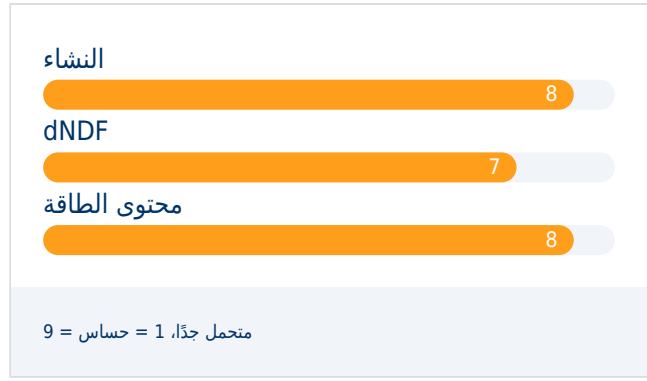 النشاء
8
dNDF
7
محتوى الطاقة
8
9 = متحمل جدًا، 1 = حساس